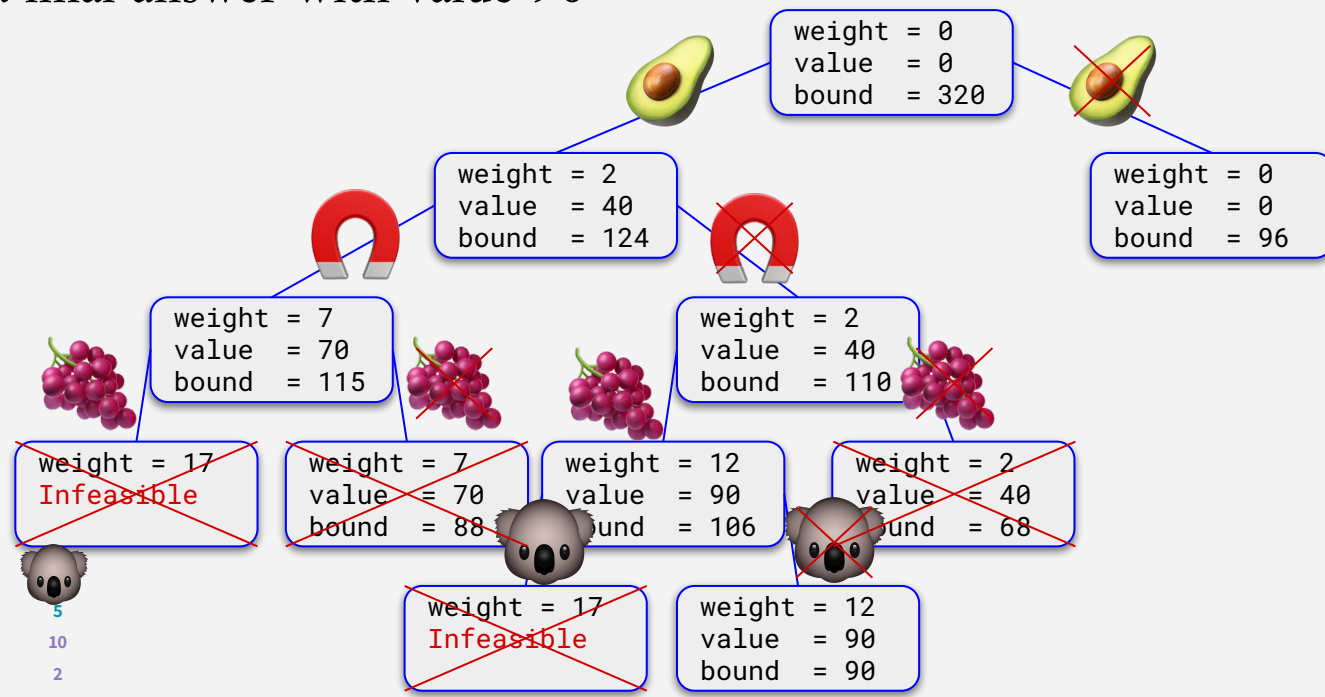 weight = 0
value = 0
bound = 320
weight = 2
value = 40
bound = 124
weight = 0
value = 0
bound = 96
weight = 7
value = 70
bound = 115
weight = 2
value = 40
bound = 110
weight = 17
Infeasible
weight = 7
value = 70
bound = 88
weight = 12
value = 90
bound = 106
weight = 2
value = 40
bound = 68
5
10
2
weight = 17
Infeasible
weight = 12
value = 90
bound = 90